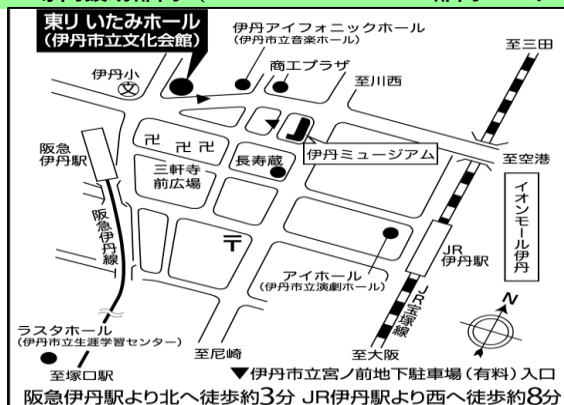 東リ いたみホール
(伊丹市立文化会館)
伊丹アイフォニックホール
(伊丹市立音楽ホール)
至三田
商工プラザ
伊丹小
文
至川西
阪急
伊丹駅
卍 卍 卍
三軒寺
前広場
長寿蔵
伊丹ミュージアム
至空港
イオンモール伊丹
阪急伊丹線
〒
JR
伊丹駅
アイホール
(伊丹市立演劇ホール)
JR宝塚線
N
ラスタホール
(伊丹市立生涯学習センター)
至塚口駅
至尼崎
至大阪
▼伊丹市立宮ノ前地下駐車場(有料)入口
阪急伊丹駅より北へ徒歩約3分 JR伊丹駅より西へ徒歩約8分